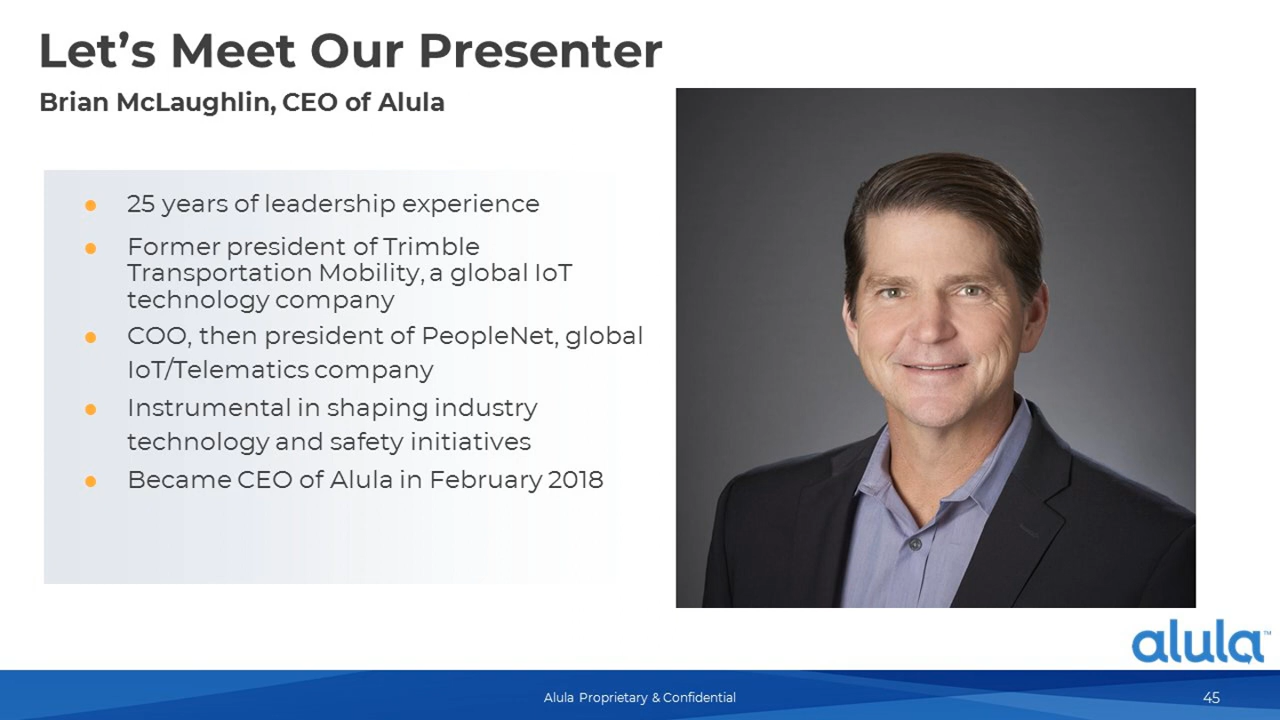 Let’s Meet Our Presenter
Brian McLaughlin, CEO of Alula
● 25 years of leadership experience
● Former president of Trimble
Transportation Mobility, a global IoT
technology company
● COO, then president of PeopleNet, global
IoT/Telematics company
● Instrumental in shaping industry
technology and safety initiatives
● Became CEO of Alula in February 2018
alula™
Alula Proprietary & Confidential
45